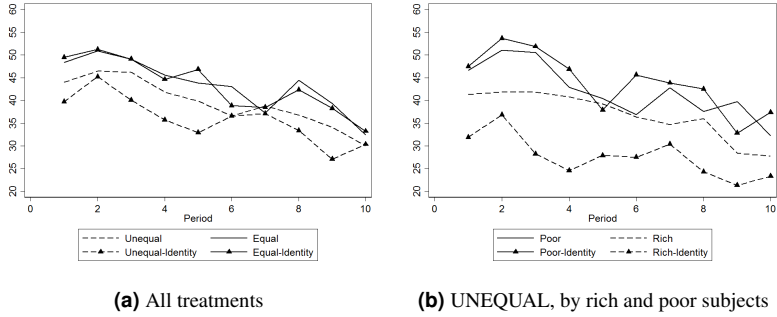 60
55
50
45
40
35
30
25
20
0 2 4 6 8 10
Period
Unequal Equal
Unequal-Identity Equal-Identity
(a) All treatments
60
55
50
45
40
35
30
25
20
0 2 4 6 8 10
Period
Poor Rich
Poor-Identity Rich-Identity
(b) UNEQUAL, by rich and poor subjects